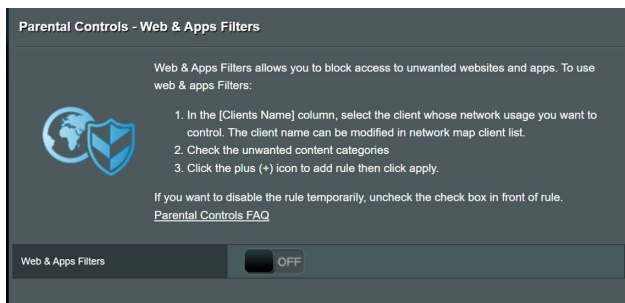 Parental Controls - Web & Apps Filters
Web & Apps Filters allows you to block access to unwanted websites and apps. To use
web & apps Filters:
1. In the [Clients Name] column, select the client whose network usage you want to
control. The client name can be modified in network map client list.
2. Check the unwanted content categories
3. Click the plus (+) icon to add rule then click apply.
If you want to disable the rule temporarily, uncheck the check box in front of rule.
Parental Controls FAQ
Web & Apps Filters
OFF